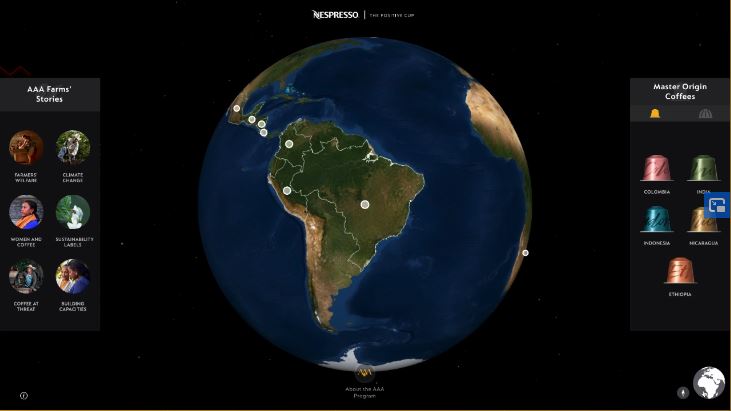 NESPRESSO | THE POSITIVE CUP
AAA Farms'
Stories
FARMERS'
WELFARE
CLIMATE
CHANGE
WOMEN AND
COFFEE
SUSTAINABILITY
LABELS
COFFEE AT
THREAT
BUILDING
CAPACITIES
Master Origin
Coffees
COLOMBIA
INDIA
INDONESIA
NICARAGUA
ETHIOPIA
About the AAA
Program